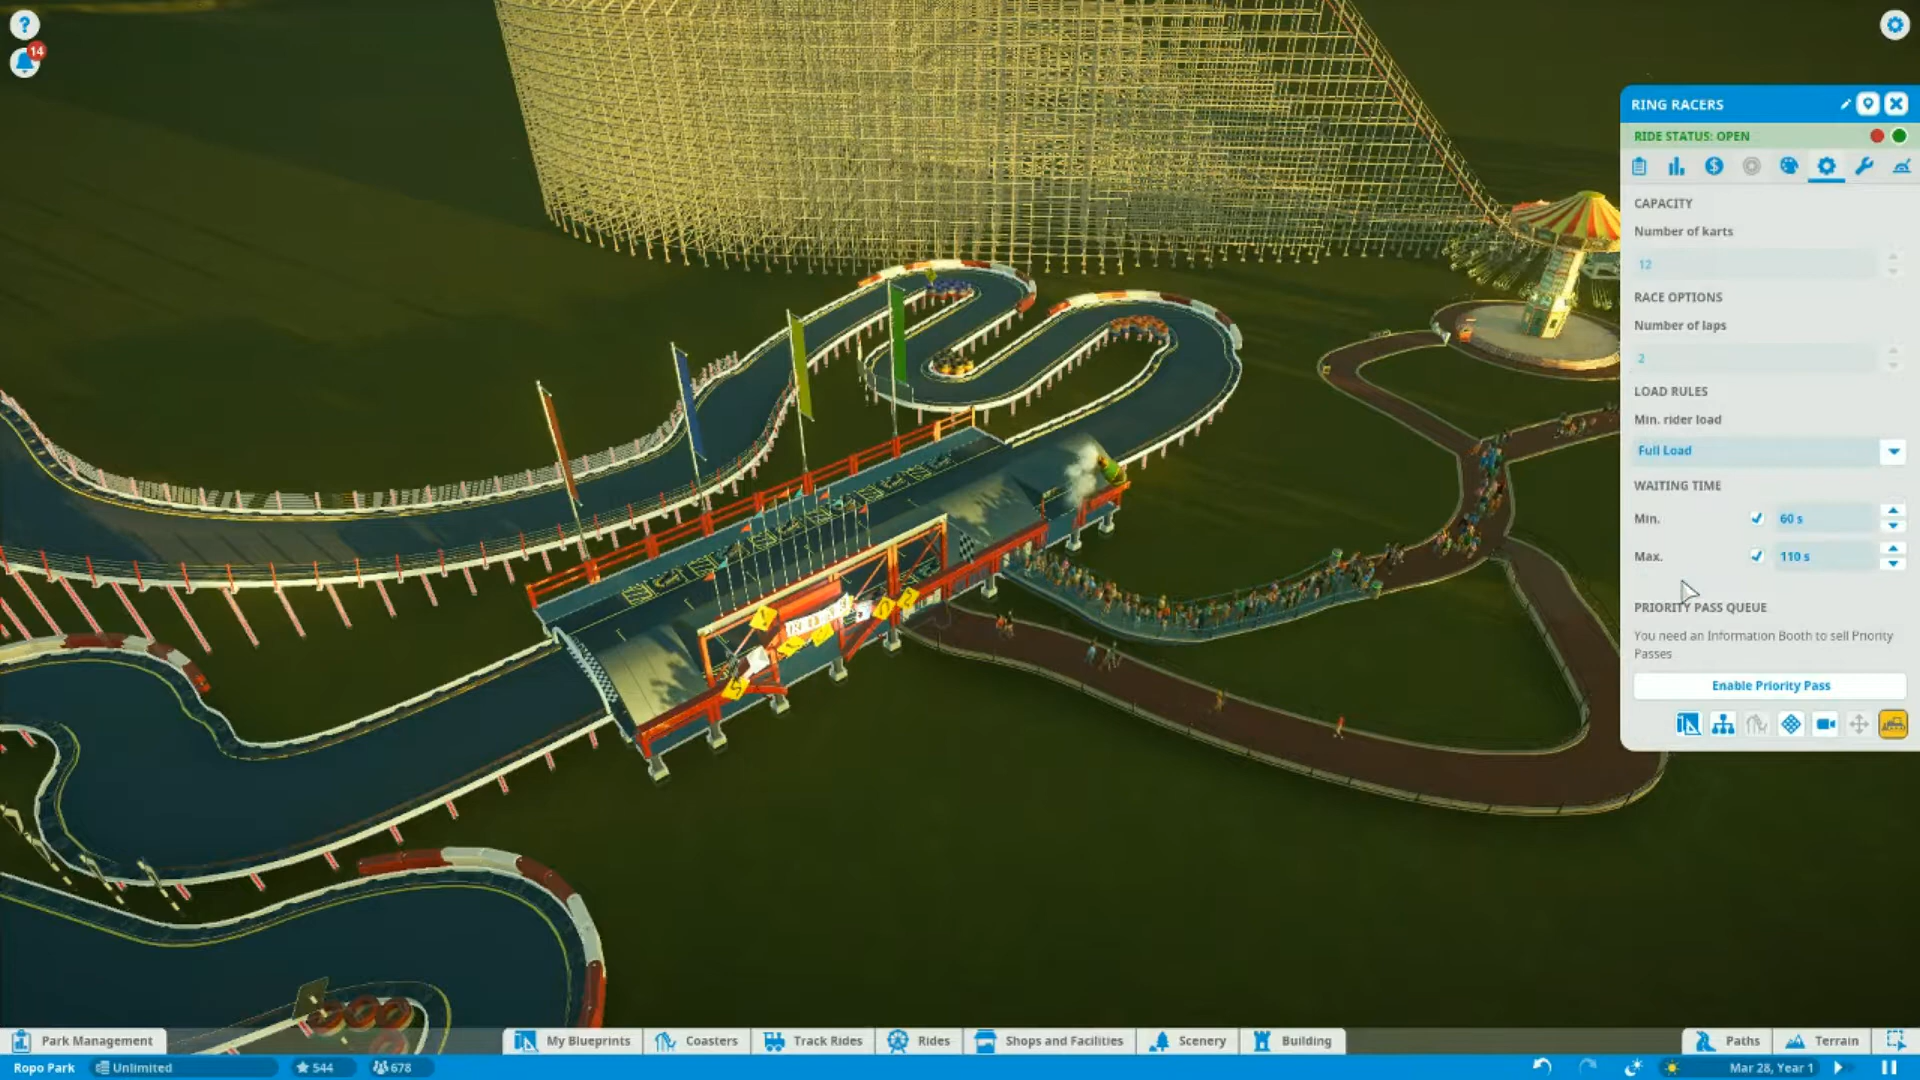 ?
14
RING RACERS
RIDE STATUS: OPEN
CAPACITY
Number of karts
12
RACE OPTIONS
Number of laps
2
LOAD RULES
Min. rider load
Full Load
WAITING TIME
Min. 60 s
Max. 110 s
PRIORITY PASS QUEUE
You need an Information Booth to sell Priority
Passes
Enable Priority Pass
Park Management
My Blueprints
Coasters
Track Rides
Rides
Shops and Facilities
Scenery
Building
Paths
Terrain
Ropo Park
Unlimited
544
678
Mar 28, Year 1